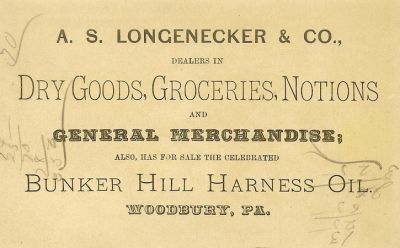 A. S. LONGENECKER & CO.,
DEALERS IN
DRY GOODS, GROCERIES, NOTIONS
AND
GENERAL MERCHANDISE;
ALSO, HAS FOR SALE THE CELEBRATED
BUNKER HILL HARNESS OIL.
WOODBURY, PA.